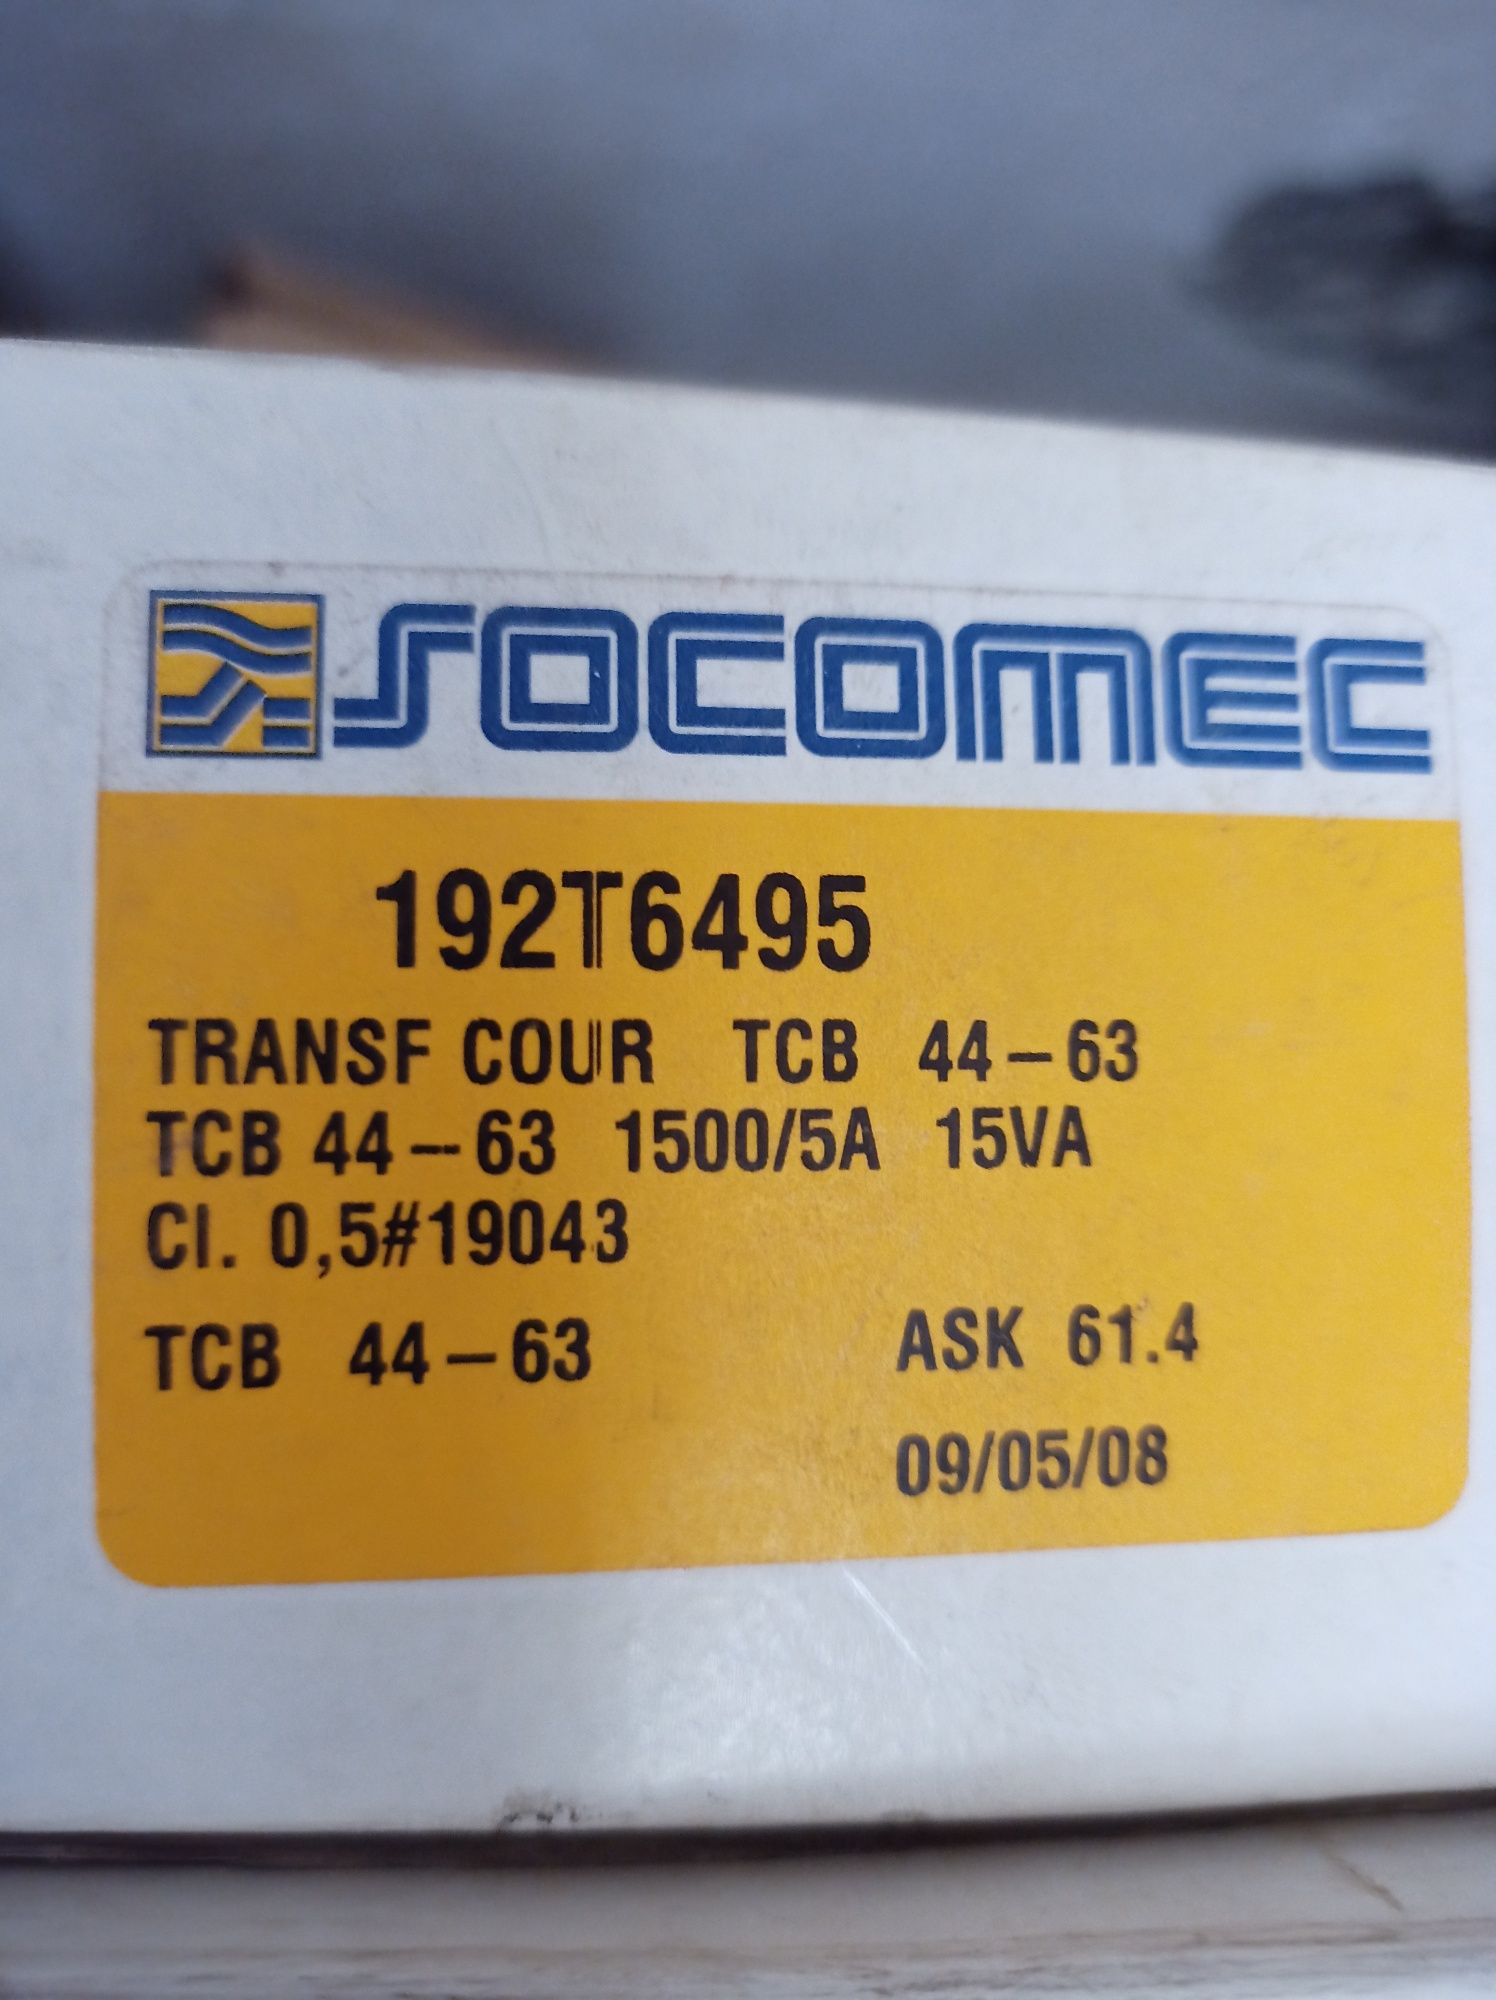 SOCOMEC
192T6495
TRANSF COUR TCB 44-63
TCB 44-63 1500/5A 15VA
Cl. 0,5#19043
TCB 44-63 ASK 61.4
09/05/08